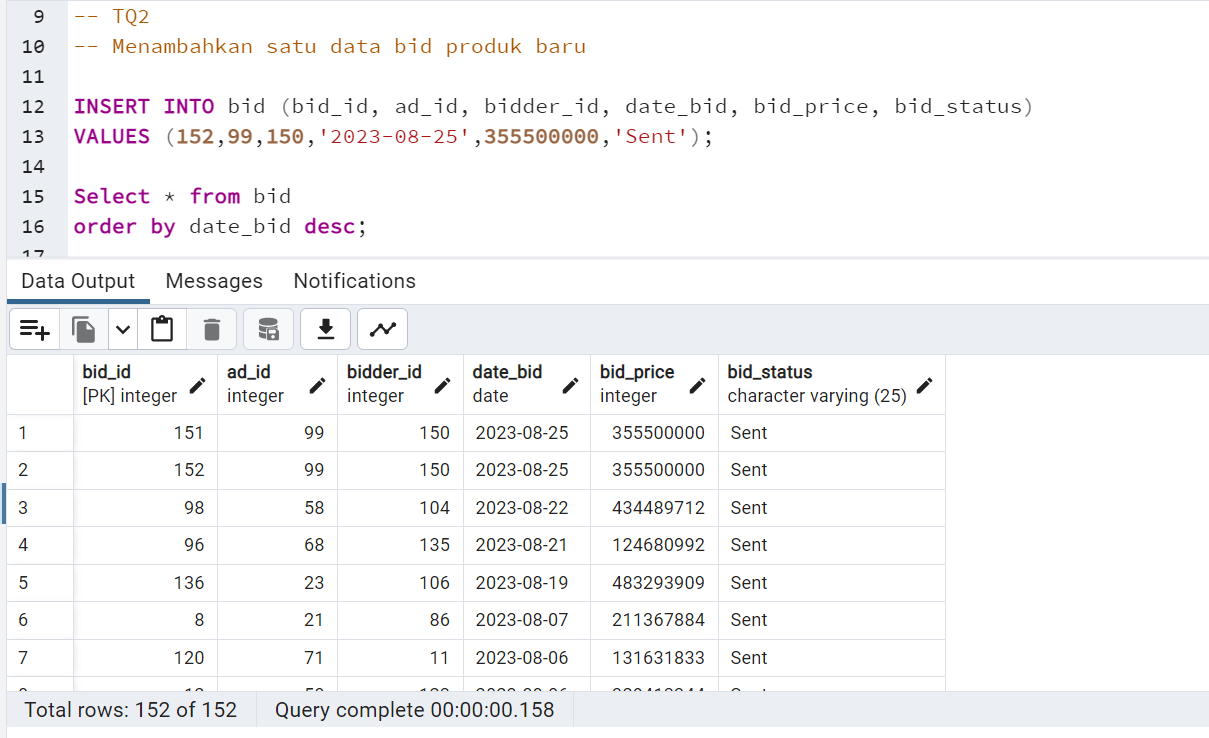 9 -- TQ2
10 -- Menambahkan satu data bid produk baru
11
12 INSERT INTO bid (bid_id, ad_id, bidder_id, date_bid, bid_price, bid_status)
13 VALUES (152,99,150,'2023-08-25',355500000,'Sent');
14
15 Select * from bid
16 order by date_bid desc;
17
Data Output Messages Notifications
bid_id ad_id bidder_id date_bid bid_price bid_status
[PK] integer integer integer date integer character varying (25)
1 151 99 150 2023-08-25 355500000 Sent
2 152 99 150 2023-08-25 355500000 Sent
3 98 58 104 2023-08-22 434489712 Sent
4 96 68 135 2023-08-21 124680992 Sent
5 136 23 106 2023-08-19 483293909 Sent
6 8 21 86 2023-08-07 211367884 Sent
7 120 71 11 2023-08-06 131631833 Sent
Total rows: 152 of 152 Query complete 00:00:00.158